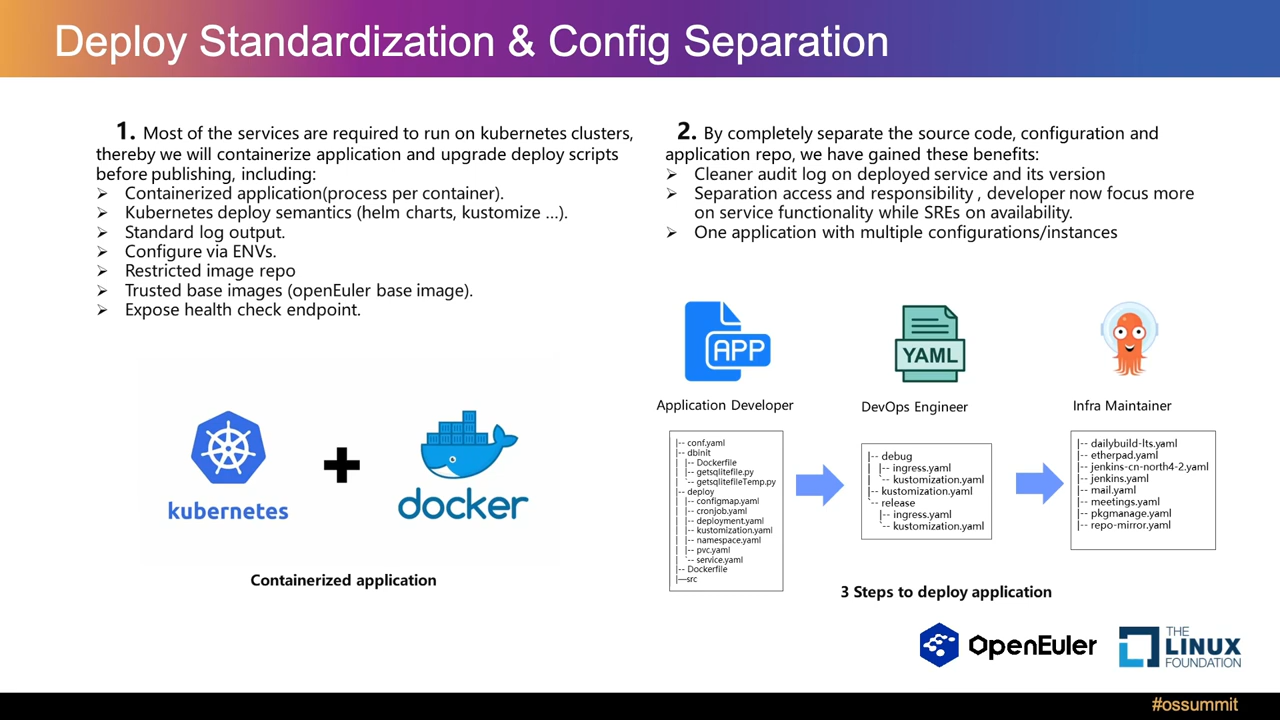 Deploy Standardization & Config Separation
1. Most of the services are required to run on kubernetes clusters,
thereby we will containerize application and upgrade deploy scripts
before publishing, including:
➢ Containerized application(process per container).
➢ Kubernetes deploy semantics (helm charts, kustomize ...).
➢ Standard log output.
➢ Configure via ENVs.
➢ Restricted image repo
➢ Trusted base images (openEuler base image).
➢ Expose health check endpoint.
kubernetes
docker
Containerized application
2. By completely separate the source code, configuration and
application repo, we have gained these benefits:
➢ Cleaner audit log on deployed service and its version
➢ Separation access and responsibility , developer now focus more
on service functionality while SREs on availability.
➢ One application with multiple configurations/instances
APP
Application Developer
|-- conf.yaml
|-- dbinit
| |-- Dockerfile
| |-- getsqlitefile.py
| `-- getsqlitefileTemp.py
|-- deploy
| |-- configmap.yaml
| |-- cronjob.yaml
| |-- deployment.yaml
| |-- kustomization.yaml
| |-- namespace.yaml
| |-- pvc.yaml
| `-- service.yaml
|-- Dockerfile
|—src
YAML
DevOps Engineer
|-- debug
| |-- ingress.yaml
| `-- kustomization.yaml
|-- kustomization.yaml
`-- release
|-- ingress.yaml
`-- kustomization.yaml
Infra Maintainer
|-- dailybuild-lts.yaml
|-- etherpad.yaml
|-- jenkins-cn-north4-2.yaml
|-- jenkins.yaml
|-- mail.yaml
|-- meetings.yaml
|-- pkgmanage.yaml
|-- repo-mirror.yaml
3 Steps to deploy application
OpenEuler
THE
LINUX
FOUNDATION
#ossummit